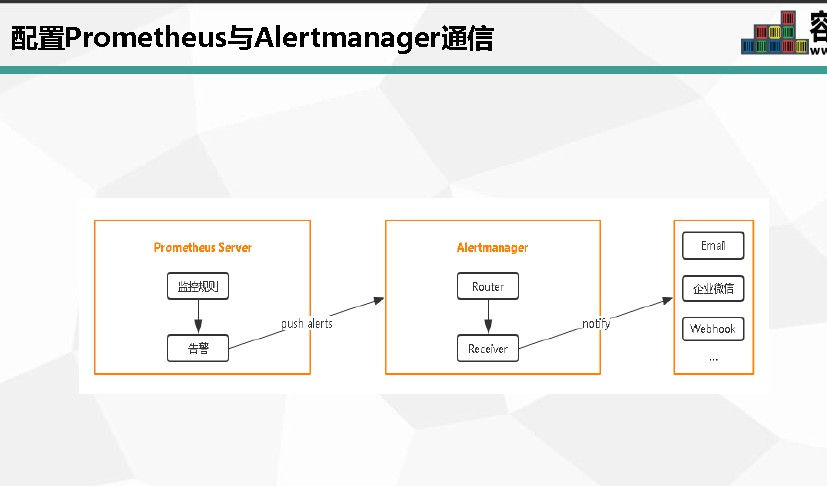 配置Prometheus与Alertmanager通信
容
ww
Prometheus Server
监控规则
告警
push alerts
Alertmanager
Router
Receiver
notify
Email
企业微信
Webhook
...